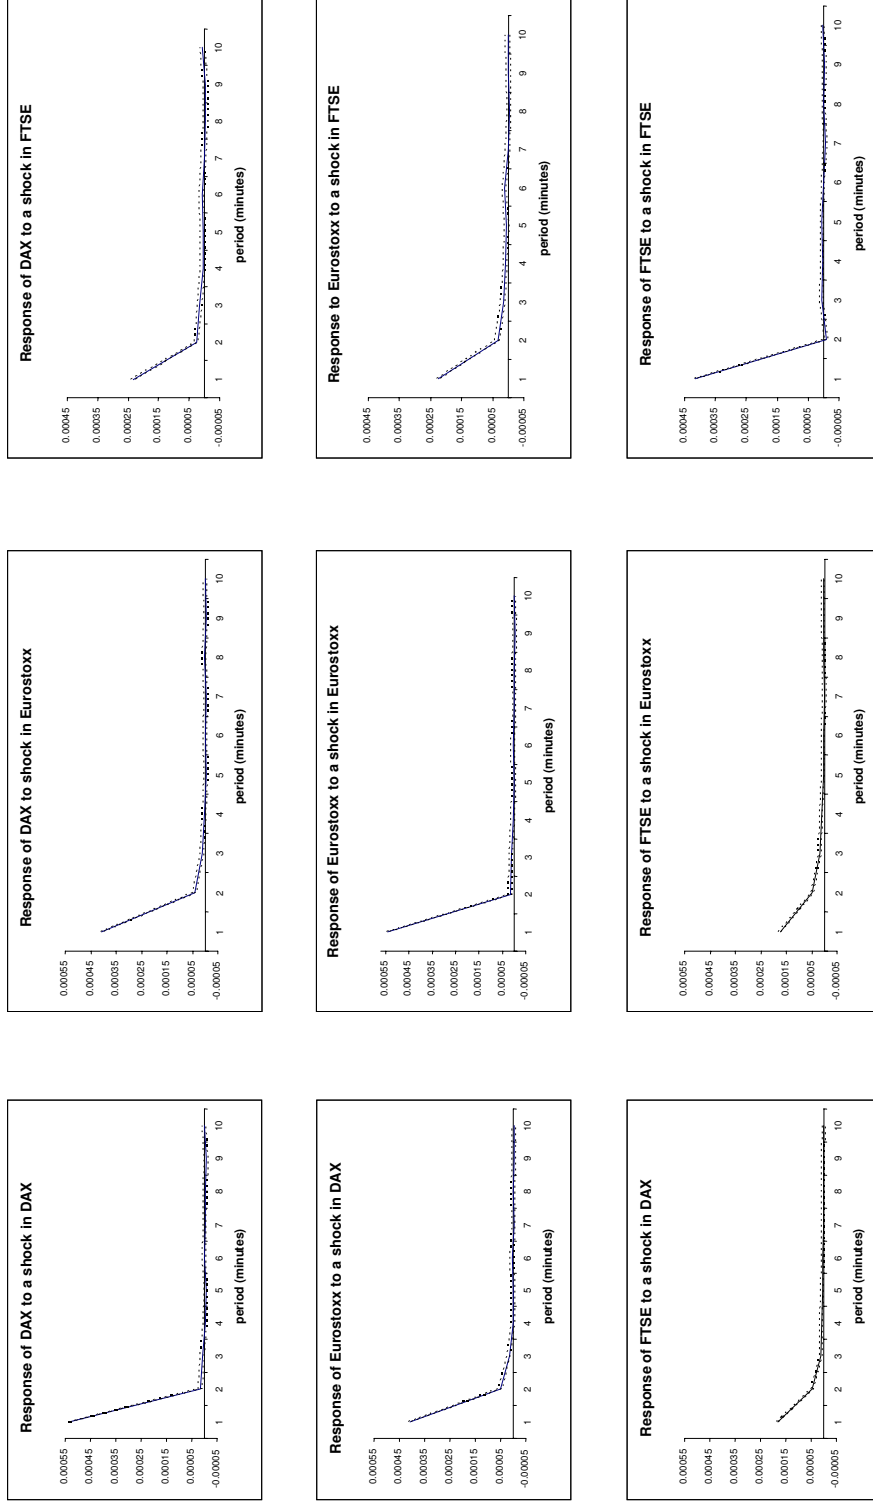 Response of DAX to a shock in DAX
0.00055
0.00045
0.00035
0.00025
0.00015
0.00005
-0.00005
1 2 3 4 5 6 7 8 9 10
period (minutes)
Response of DAX to shock in Eurostoxx
0.00055
0.00045
0.00035
0.00025
0.00015
0.00005
-0.00005
1 2 3 4 5 6 7 8 9 10
period (minutes)
Response of DAX to a shock in FTSE
0.00045
0.00035
0.00025
0.00015
0.00005
-0.00005
1 2 3 4 5 6 7 8 9 10
period (minutes)
Response of Eurostoxx to a shock in DAX
0.00055
0.00045
0.00035
0.00025
0.00015
0.00005
-0.00005
1 2 3 4 5 6 7 8 9 10
period (minutes)
Response of Eurostoxx to a shock in Eurostoxx
0.00055
0.00045
0.00035
0.00025
0.00015
0.00005
-0.00005
1 2 3 4 5 6 7 8 9 10
period (minutes)
Response to Eurostoxx to a shock in FTSE
0.00045
0.00035
0.00025
0.00015
0.00005
-0.00005
1 2 3 4 5 6 7 8 9 10
period (minutes)
Response of FTSE to a shock in DAX
0.00055
0.00045
0.00035
0.00025
0.00015
0.00005
-0.00005
1 2 3 4 5 6 7 8 9 10
period (minutes)
Response of FTSE to a shock in Eurostoxx
0.00055
0.00045
0.00035
0.00025
0.00015
0.00005
-0.00005
1 2 3 4 5 6 7 8 9 10
period (minutes)
Response of FTSE to a shock in FTSE
0.00045
0.00035
0.00025
0.00015
0.00005
-0.00005
1 2 3 4 5 6 7 8 9 10
period (minutes)